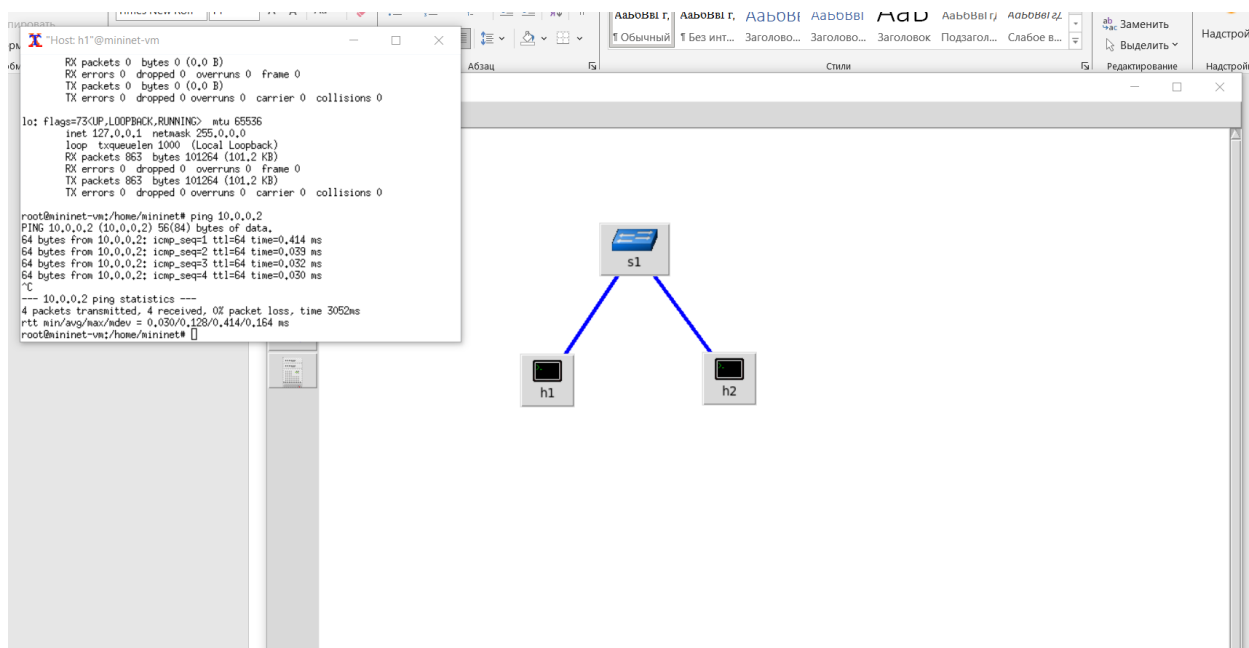 "Host: h1"@mininet-vm
RX packets 0 bytes 0 (0.0 B)
RX errors 0 dropped 0 overruns 0 frame 0
TX packets 0 bytes 0 (0.0 B)
TX errors 0 dropped 0 overruns 0 carrier 0 collisions 0
lo: flags=73<UP,LOOPBACK,RUNNING> mtu 65536
inet 127.0.0.1 netmask 255.0.0.0
loop txqueuelen 1000 (Local Loopback)
RX packets 863 bytes 101264 (101.2 KB)
RX errors 0 dropped 0 overruns 0 frame 0
TX packets 863 bytes 101264 (101.2 KB)
TX errors 0 dropped 0 overruns 0 carrier 0 collisions 0
root@mininet-vm:/home/mininet# ping 10.0.0.2
PING 10.0.0.2 (10.0.0.2) 56(84) bytes of data.
64 bytes from 10.0.0.2: icmp_seq=1 ttl=64 time=0.414 ms
64 bytes from 10.0.0.2: icmp_seq=2 ttl=64 time=0.039 ms
64 bytes from 10.0.0.2: icmp_seq=3 ttl=64 time=0.032 ms
64 bytes from 10.0.0.2: icmp_seq=4 ttl=64 time=0.030 ms
^C
--- 10.0.0.2 ping statistics ---
4 packets transmitted, 4 received, 0% packet loss, time 3052ms
rtt min/avg/max/mdev = 0.030/0.128/0.414/0.164 ms
root@mininet-vm:/home/mininet#
АаБбВвГг, АаБбВвГг, АаБбВв АаБбВвГ АаБбВвГг АаБбВвГг
¶ Обычный ¶ Без инт... Заголово... Заголово... Заголовок Подзагол... Слабое в...
Заменить
Выделить
Абзац Стили Редактирование
s1
h1
h2